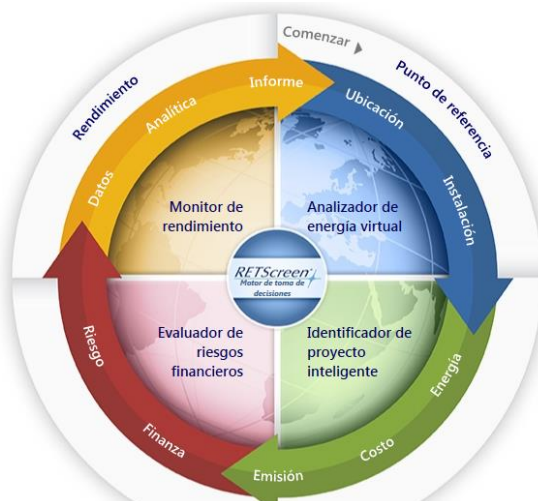 Comenzar
Punto de referencia
Rendimiento
Informe
Ubicación
Analítica
Instalación
Datos
Monitor de
rendimiento
Analizador de
energía virtual
RETScreen
Motor de toma de
decisiones
Evaluador de
riesgos
financieros
Identificador de
proyecto
inteligente
Riesgo
Energía
Finanza
Costo
Emisión